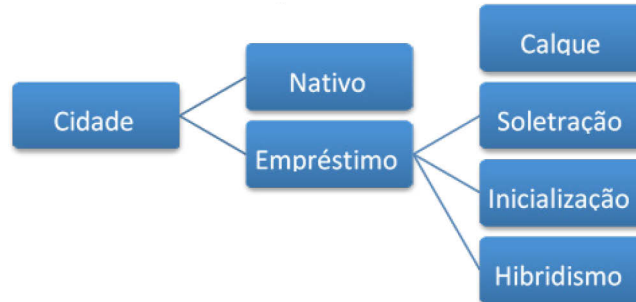 Cidade
Nativo
Empréstimo
Calque
Soletração
Inicialização
Hibridismo